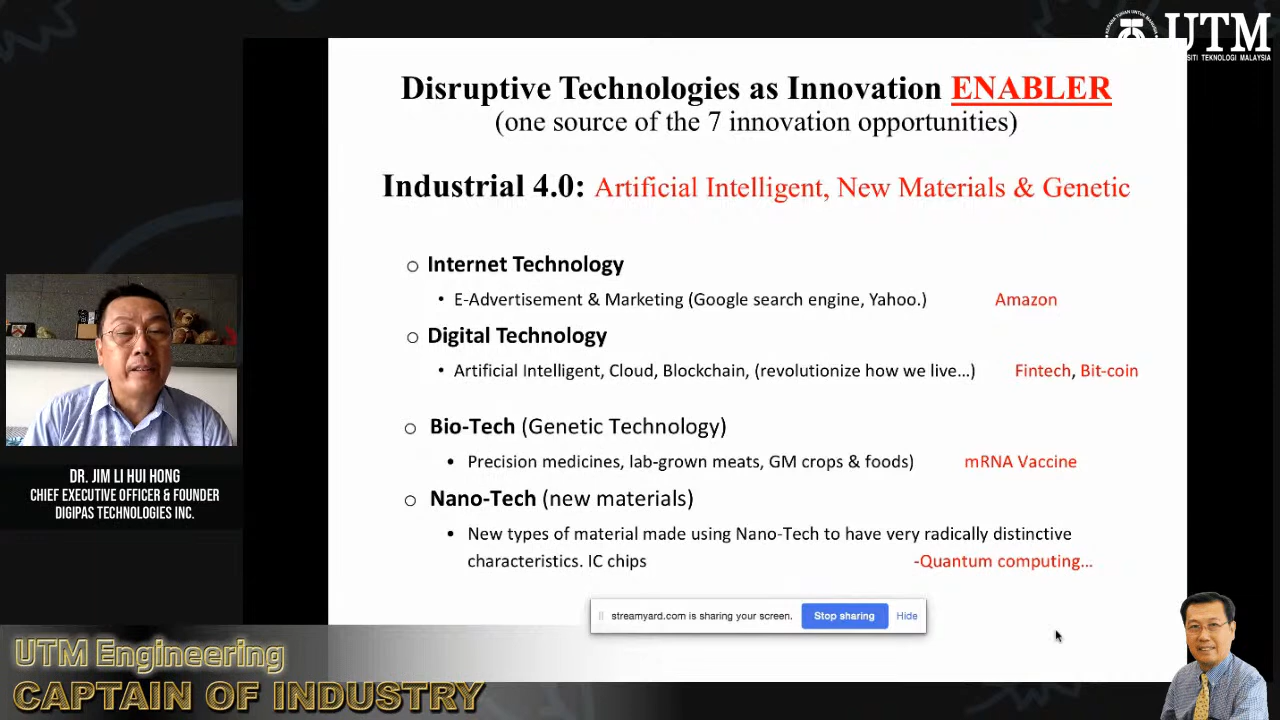 UTM
SITI TEKNOLOGI MALAYSIA
Disruptive Technologies as Innovation ENABLER
(one source of the 7 innovation opportunities)
Industrial 4.0: Artificial Intelligent, New Materials & Genetic
o Internet Technology
• E-Advertisement & Marketing (Google search engine, Yahoo.) Amazon
o Digital Technology
• Artificial Intelligent, Cloud, Blockchain, (revolutionize how we live...) Fintech, Bit-coin
o Bio-Tech (Genetic Technology)
• Precision medicines, lab-grown meats, GM crops & foods) mRNA Vaccine
o Nano-Tech (new materials)
• New types of material made using Nano-Tech to have very radically distinctive
characteristics. IC chips -Quantum computing...
DR. JIM LI HUI HONG
CHIEF EXECUTIVE OFFICER & FOUNDER
DIGIPAS TECHNOLOGIES INC.
streamyard.com is sharing your screen. Stop sharing Hide
UTM Engineering
CAPTAIN OF INDUSTRY